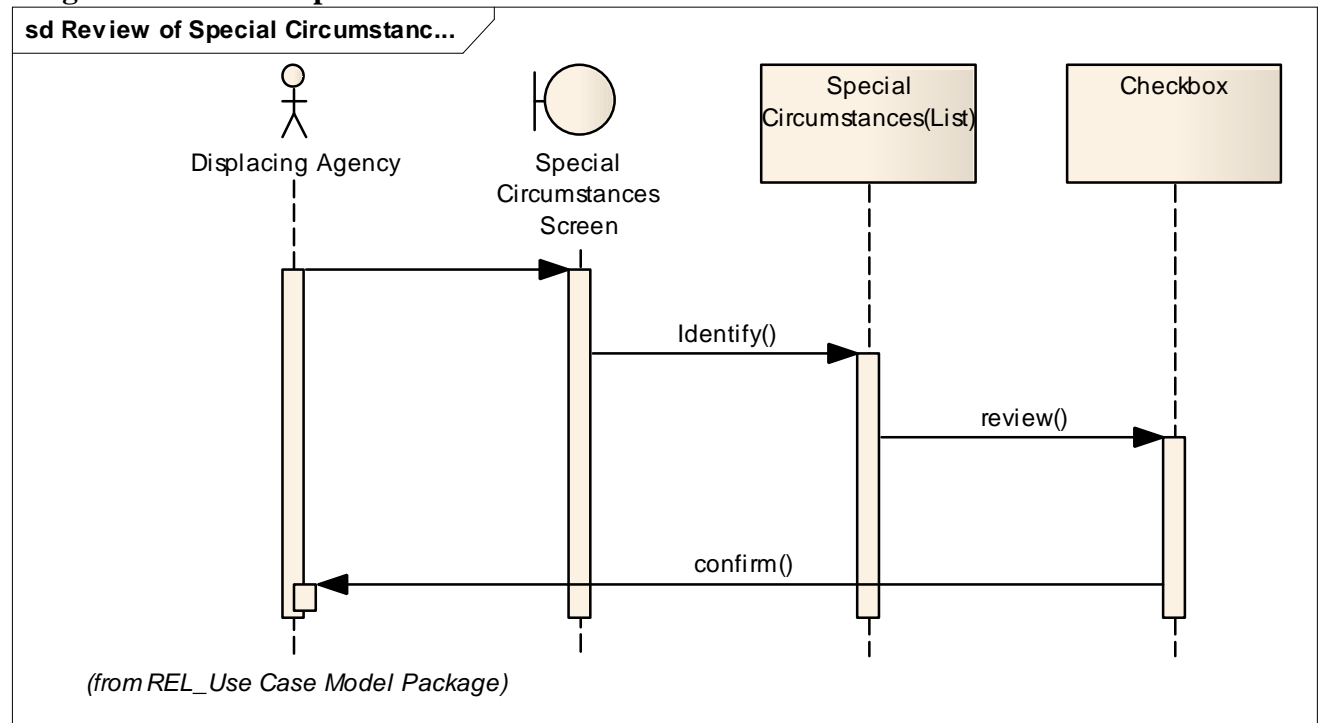 sd Review of Special Circumstanc...
Displacing Agency
Special
Circumstances
Screen
Special
Circumstances(List)
Checkbox
Identify()
review()
confirm()
(from REL_Use Case Model Package)